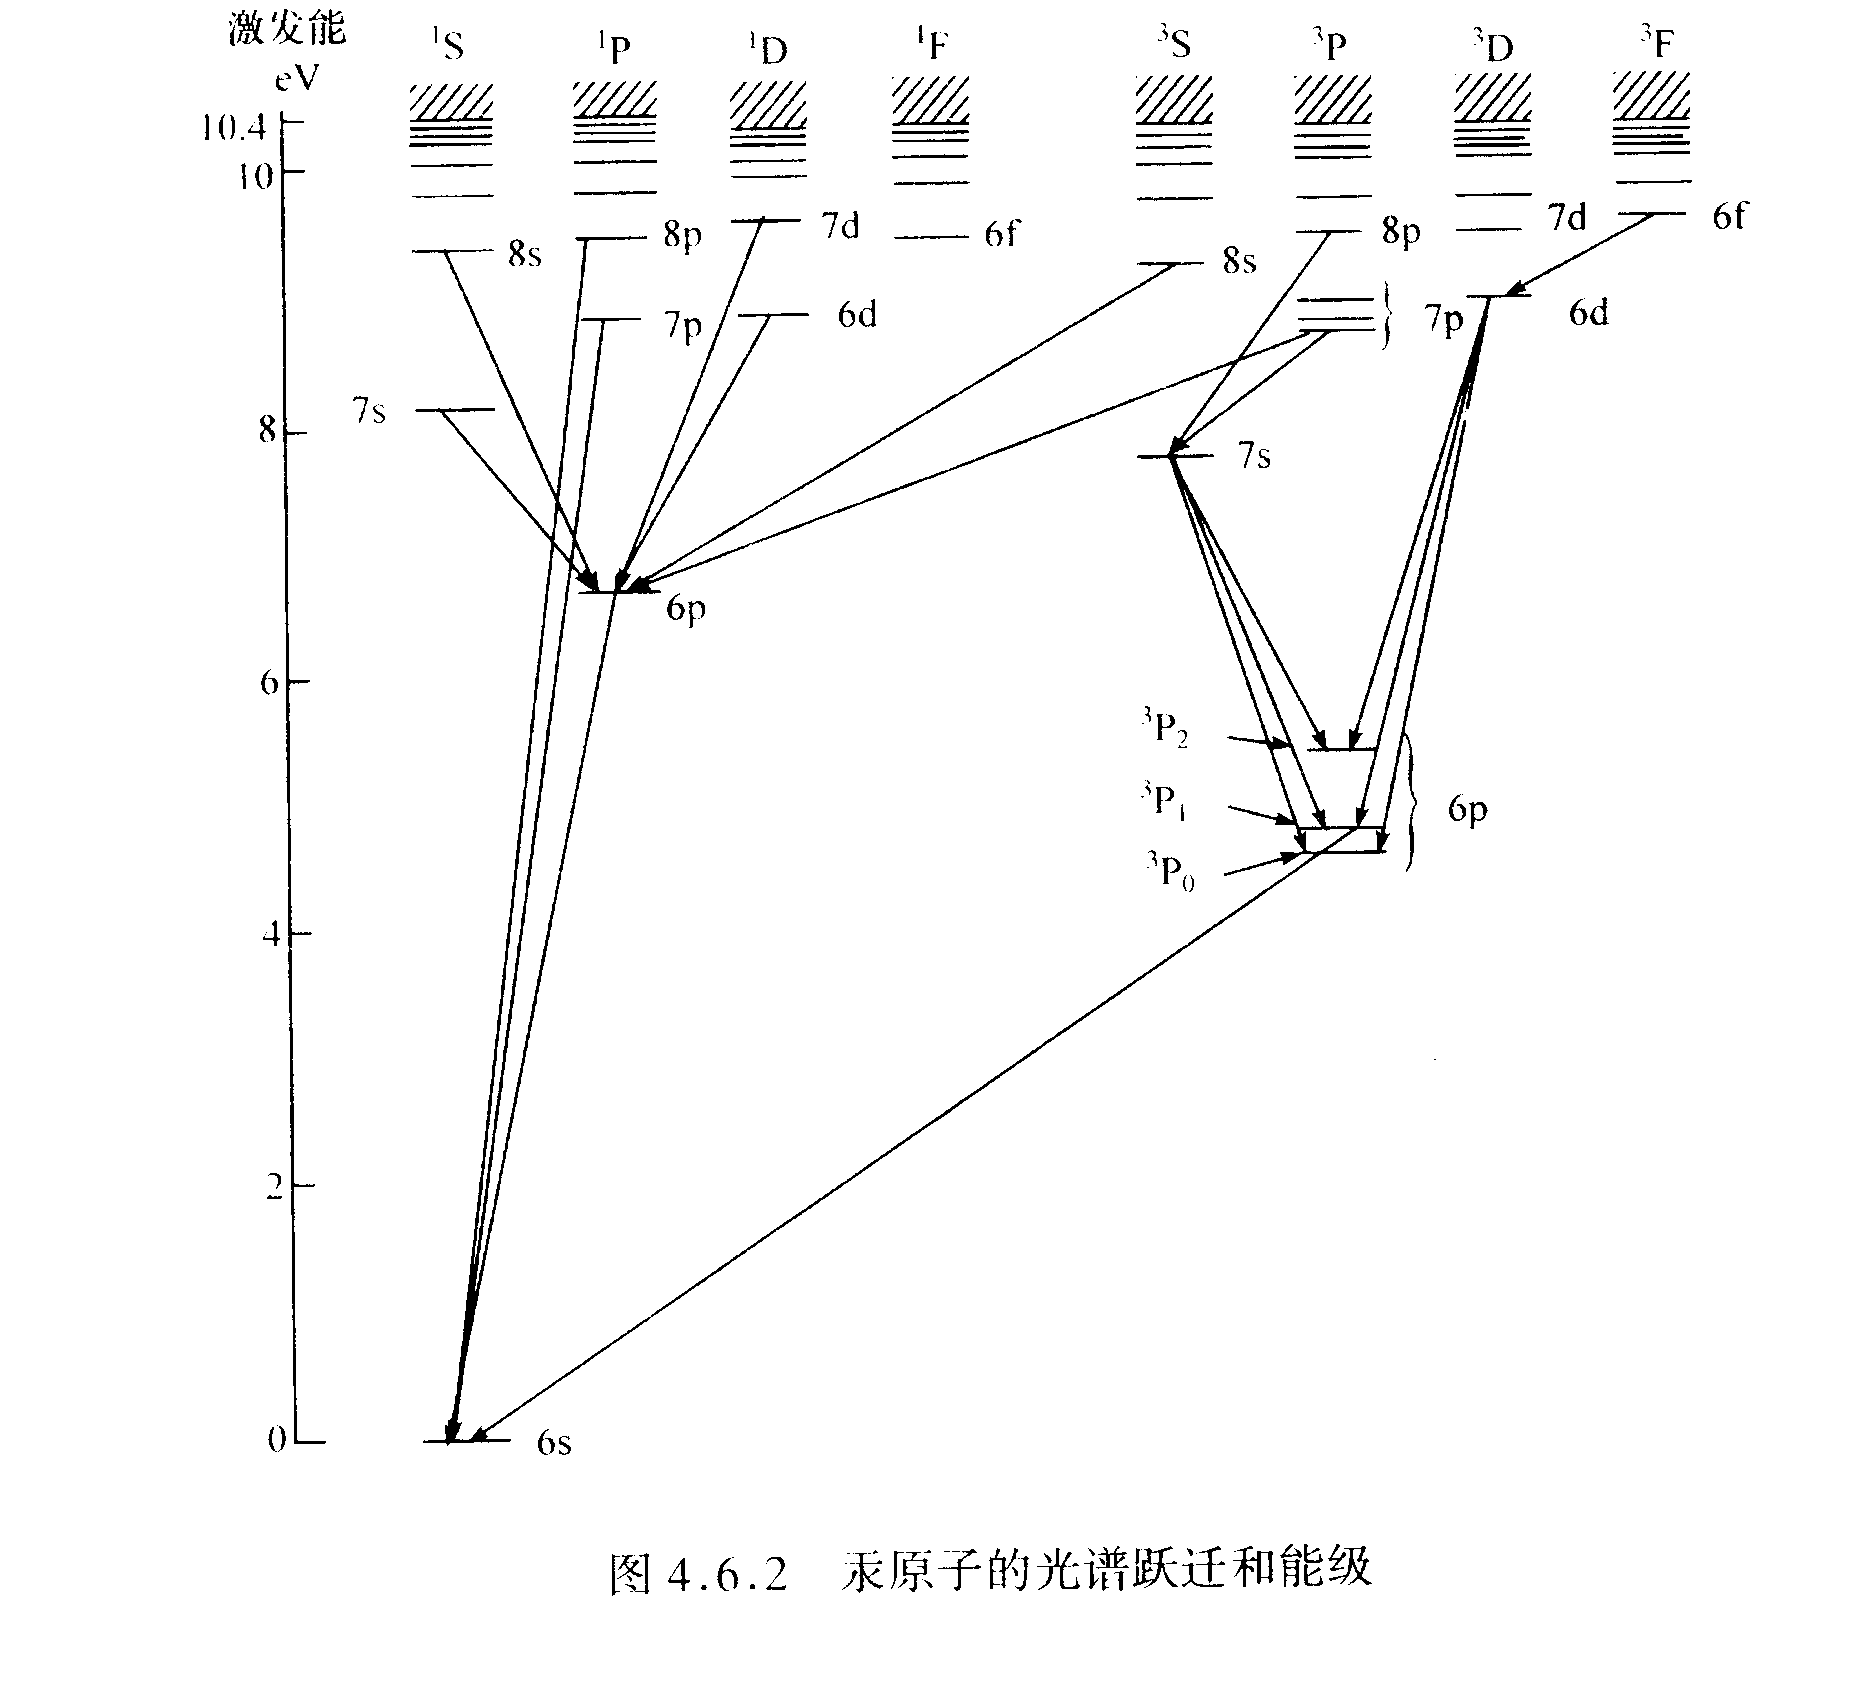 激发能 ¹S ¹P ¹D ¹F ³S ³P ³D ³F
eV
10.4
10
8s 8p 7d 6f 8s 8p 7d 6f
7p 6d 7p 6d
7s
8
7s
6p
6
³P₂
³P₁ 6p
³P₀
4
2
0 6s
图 4.6.2 汞原子的光谱跃迁和能级